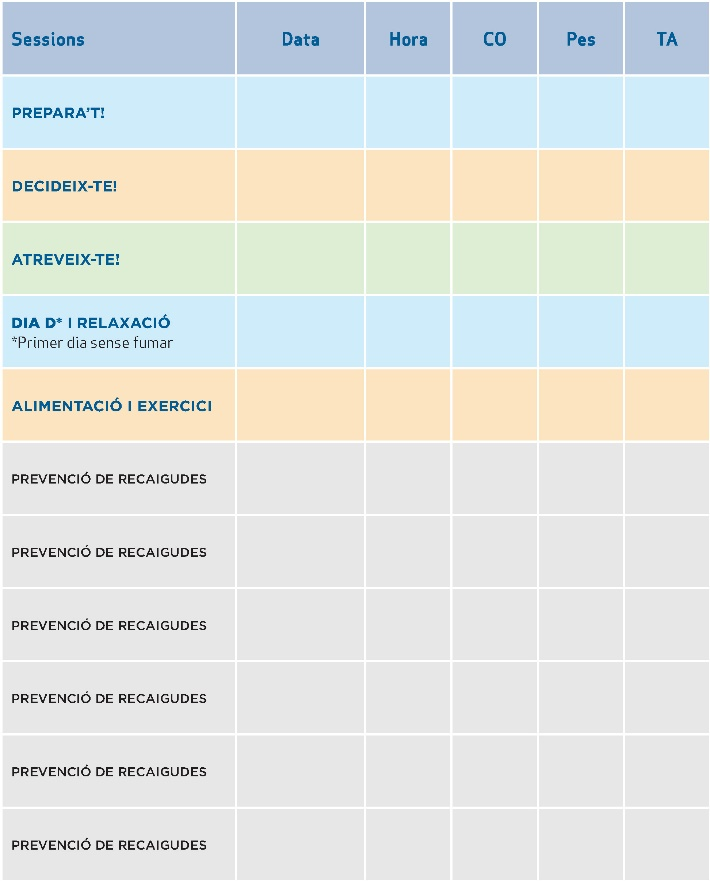 Sessions Data Hora CO Pes TA
PREPARA'T!
DECIDEIX-TE!
ATREVEIX-TE!
DIA D* I RELAXACIÓ
*Primer dia sense fumar
ALIMENTACIÓ I EXERCICI
PREVENCIÓ DE RECAIGUDES
PREVENCIÓ DE RECAIGUDES
PREVENCIÓ DE RECAIGUDES
PREVENCIÓ DE RECAIGUDES
PREVENCIÓ DE RECAIGUDES
PREVENCIÓ DE RECAIGUDES